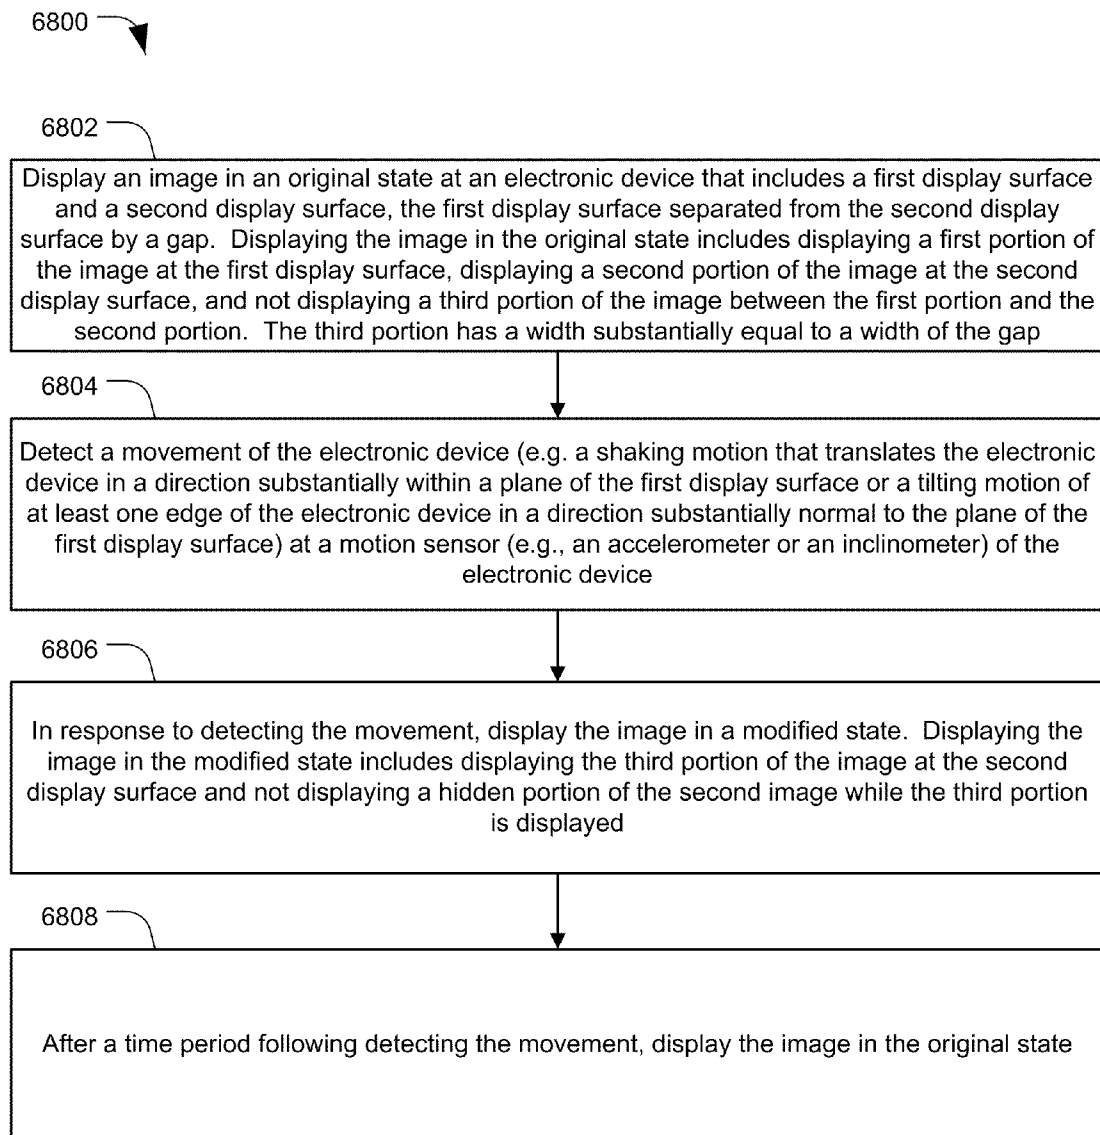 6800
6802
Display an image in an original state at an electronic device that includes a first display surface
and a second display surface, the first display surface separated from the second display
surface by a gap.  Displaying the image in the original state includes displaying a first portion of
the image at the first display surface, displaying a second portion of the image at the second
display surface, and not displaying a third portion of the image between the first portion and the
second portion.  The third portion has a width substantially equal to a width of the gap
6804
Detect a movement of the electronic device (e.g. a shaking motion that translates the electronic
device in a direction substantially within a plane of the first display surface or a tilting motion of
at least one edge of the electronic device in a direction substantially normal to the plane of the
first display surface) at a motion sensor (e.g., an accelerometer or an inclinometer) of the
electronic device
6806
In response to detecting the movement, display the image in a modified state.  Displaying the
image in the modified state includes displaying the third portion of the image at the second
display surface and not displaying a hidden portion of the second image while the third portion
is displayed
6808
After a time period following detecting the movement, display the image in the original state